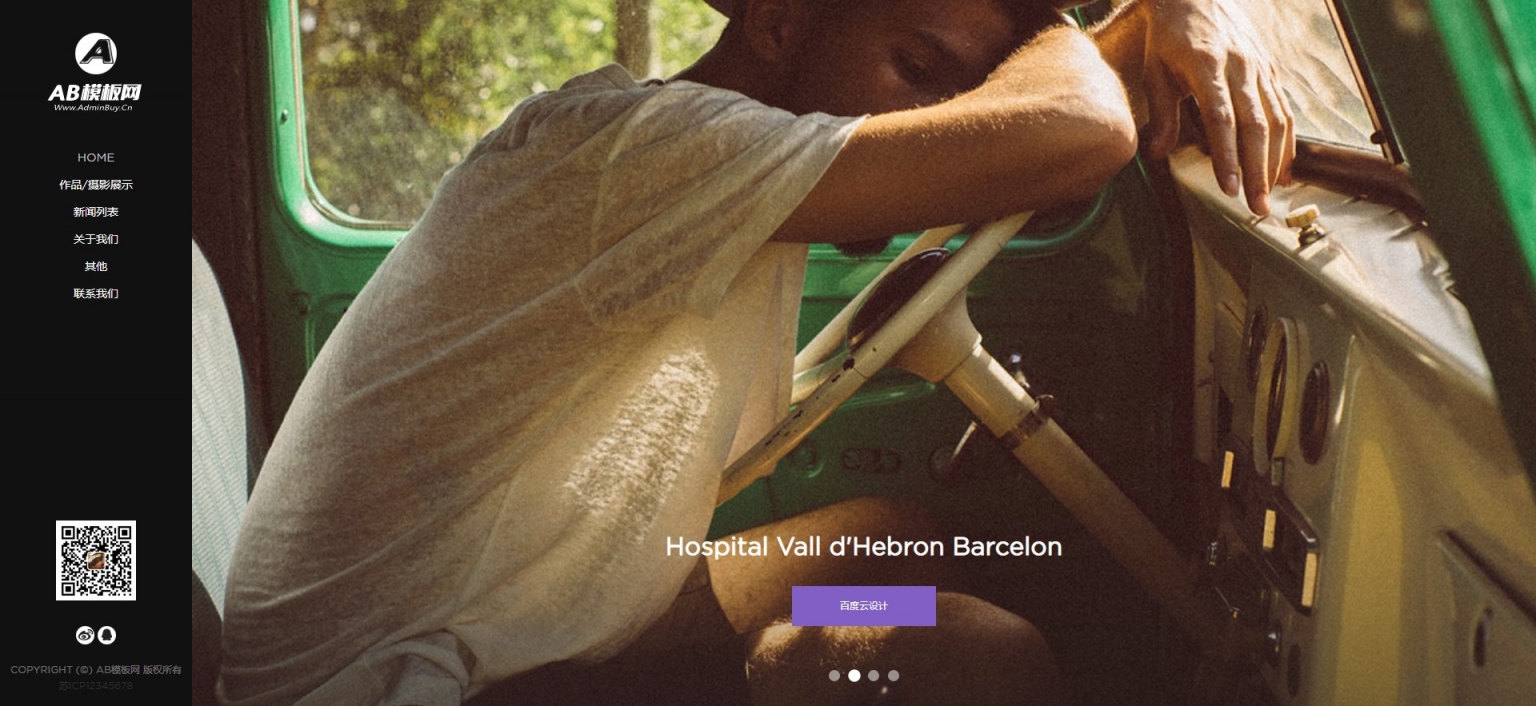 A
AB模板网
Www.AdminBuy.Cn
HOME
作品/摄影展示
新闻列表
关于我们
其他
联系我们
Hospital Vall d'Hebron Barcelon
百度云设计
COPYRIGHT (©) AB模板网 版权所有
苏ICP12345678